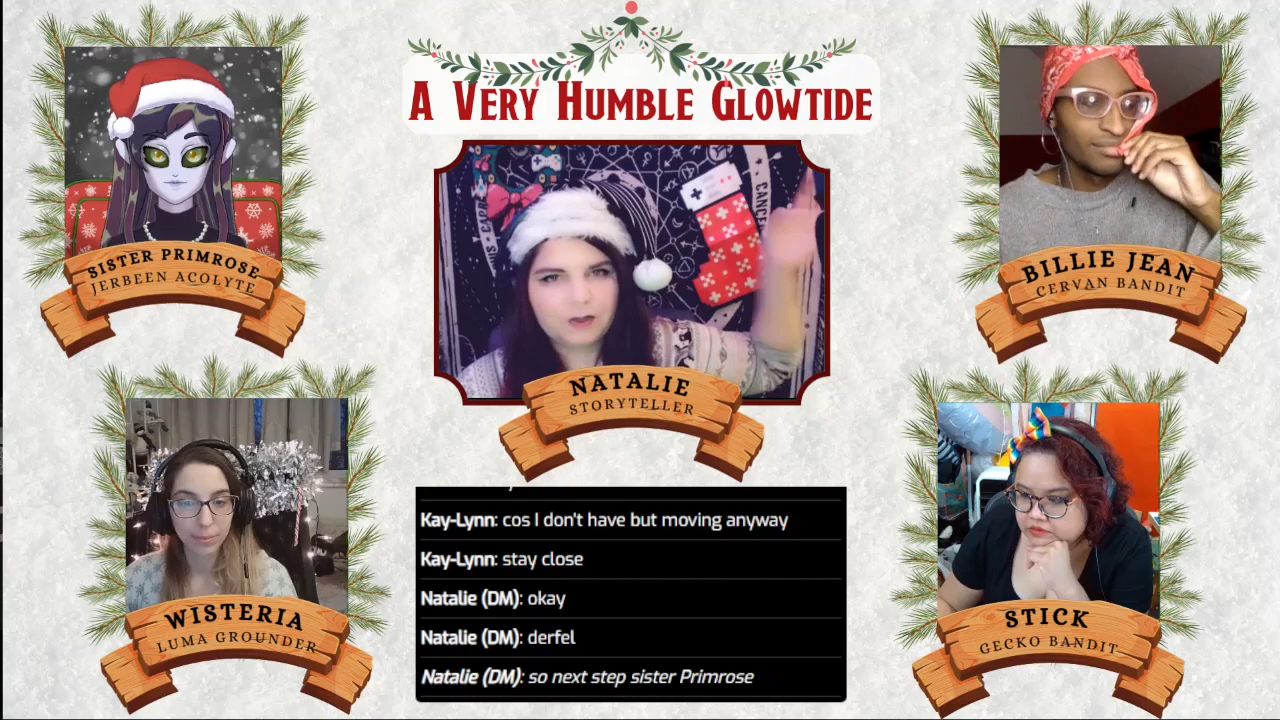 A Very Humble Glowtide
SISTER PRIMROSE
JERBEEN ACOLYTE
BILLIE JEAN
CERVAN BANDIT
CANCE
NATALIE
STORYTELLER
WISTERIA
LUMA GROUNDER
STICK
GECKO BANDIT
Kay-Lynn: cos I don't have but moving anyway
Kay-Lynn: stay close
Natalie (DM): okay
Natalie (DM): derfel
Natalie (DM): so next step sister Primrose